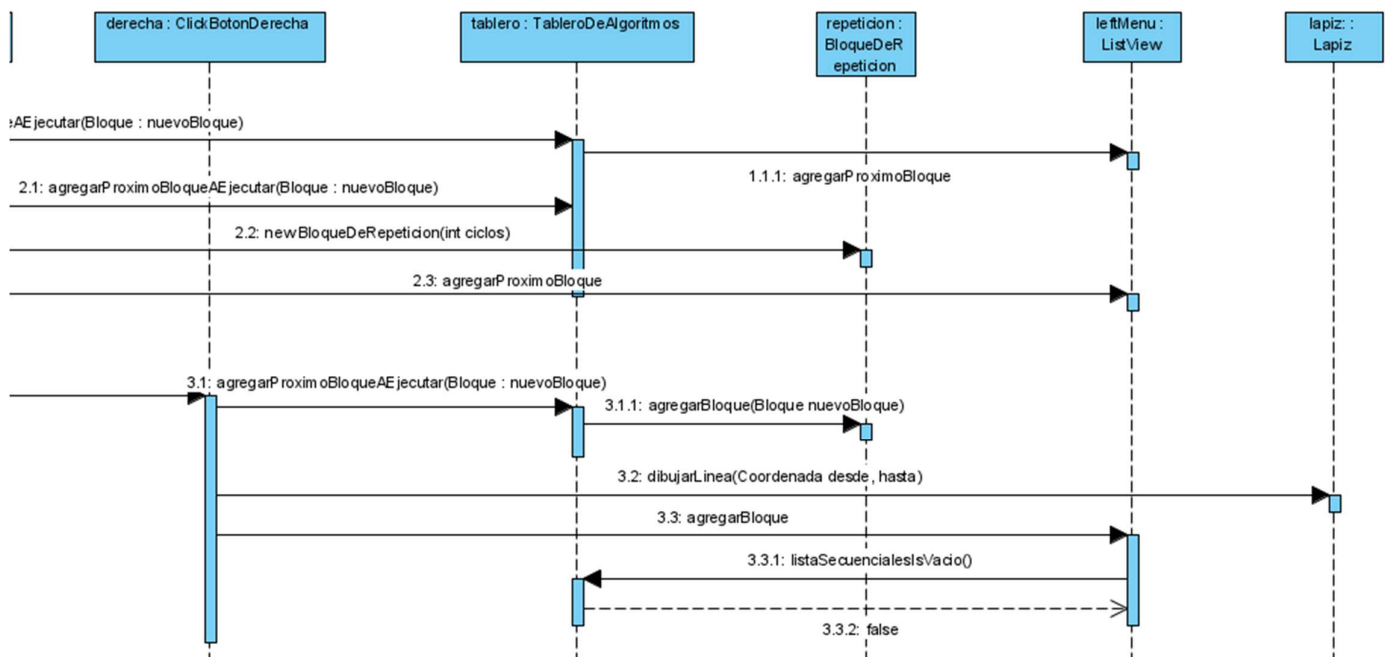 derecha : ClickBotonDerecha
tablero : TableroDeAlgoritmos
repeticion :
BloqueDeR
epeticion
leftMenu :
ListView
lapiz: :
Lapiz
eAEjecutar(Bloque : nuevoBloque)
1.1.1: agregarProximoBloque
2.1: agregarProximoBloqueAEjecutar(Bloque : nuevoBloque)
2.2: newBloqueDeRepeticion(int ciclos)
2.3: agregarProximoBloque
3.1: agregarProximoBloqueAEjecutar(Bloque : nuevoBloque)
3.1.1: agregarBloque(Bloque nuevoBloque)
3.2: dibujarLinea(Coordenada desde, hasta)
3.3: agregarBloque
3.3.1: listaSecuencialesIsVacio()
3.3.2: false